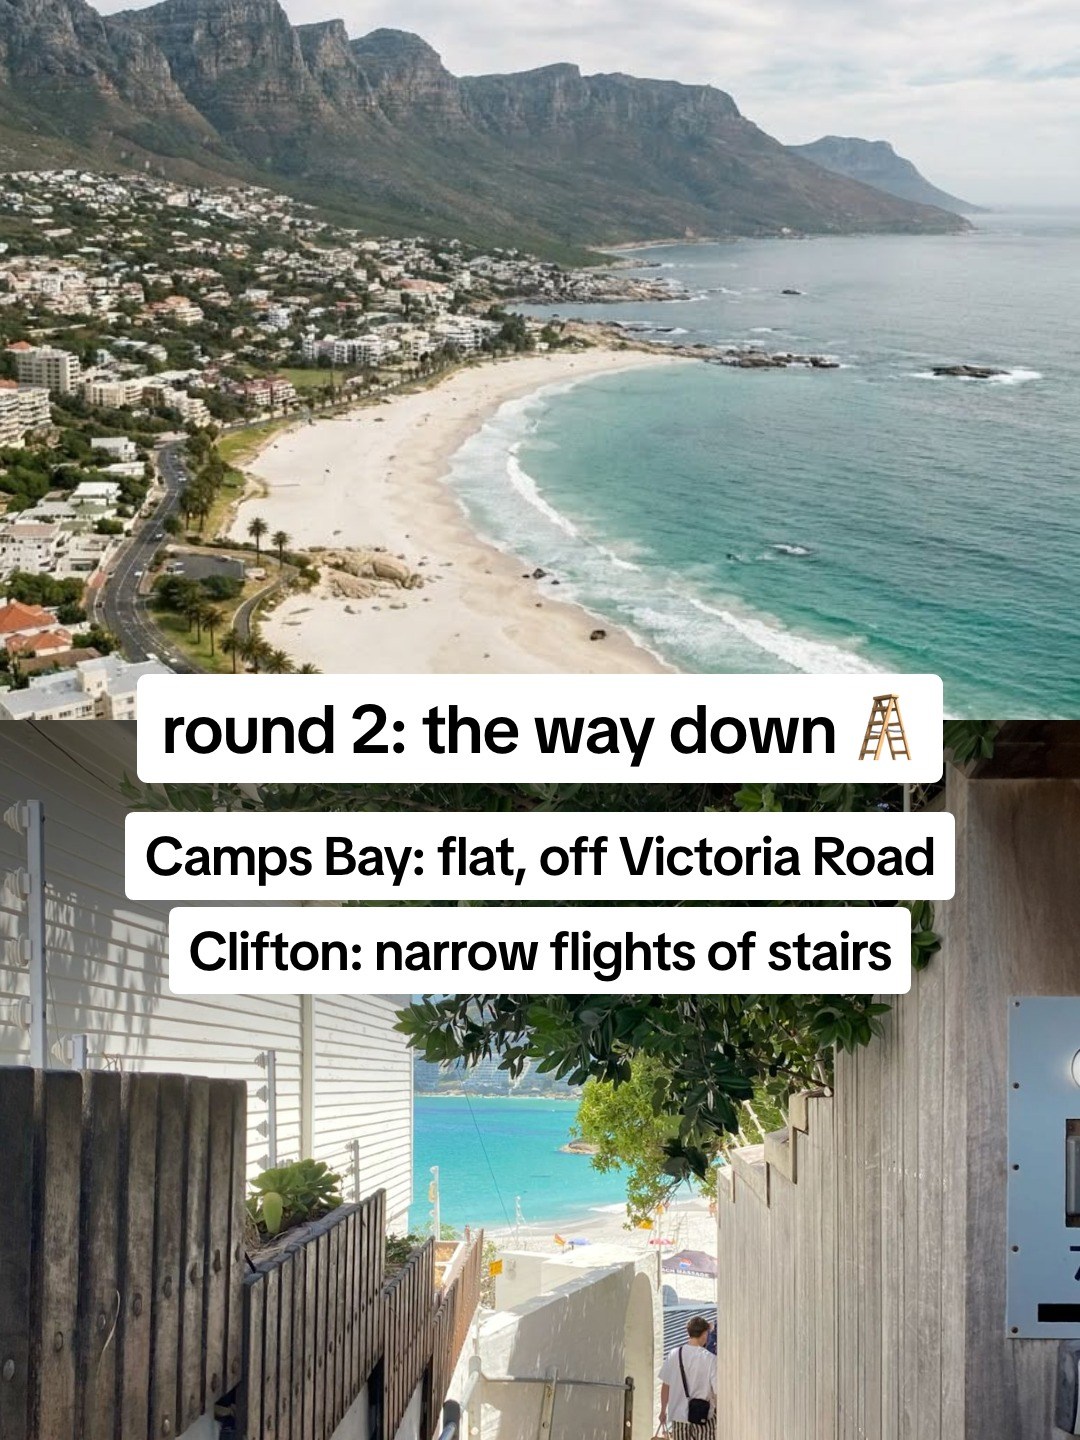 round 2: the way down 🪜
Camps Bay: flat, off Victoria Road
Clifton: narrow flights of stairs